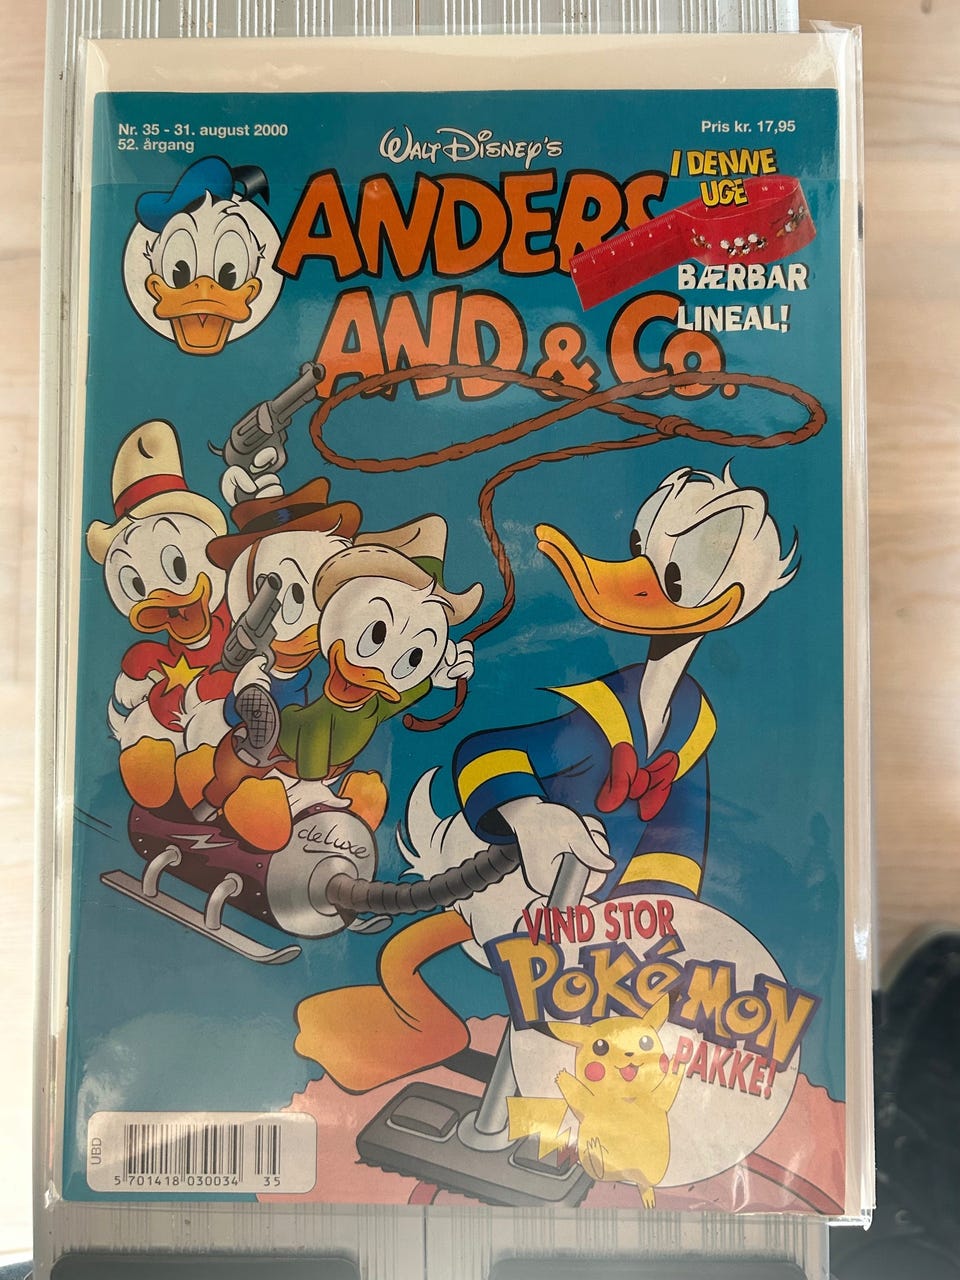 Nr. 35 - 31. august 2000
52. årgang
Pris kr. 17,95
WALT DISNEY'S
ANDERS
AND & Co.
I DENNE
UGE
BÆRBAR
LINEAL!
deluxe
VIND STOR
POKéMON
PAKKE!
UBD
5 701418 030034 35